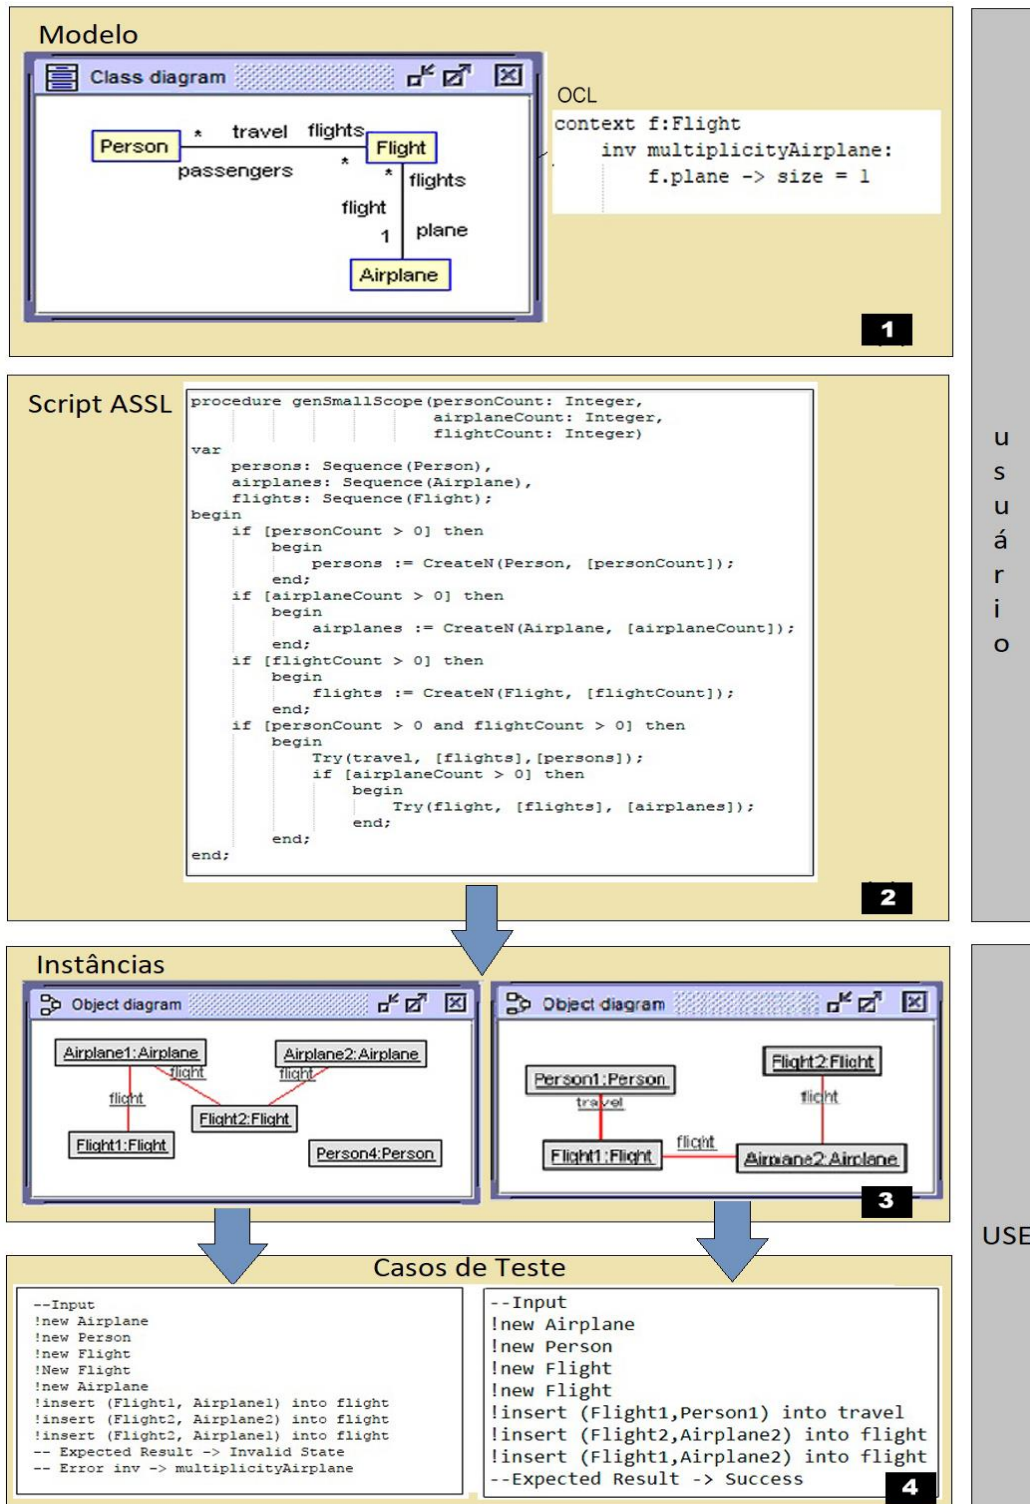 Modelo
Class diagram
Person
*
travel
flights
Flight
passengers
*
*
flights
flight
1
plane
Airplane
OCL
context f:Flight
inv multiplicityAirplane:
f.plane -> size = 1
1
Script ASSL
procedure genSmallScope(personCount: Integer,
airplaneCount: Integer,
flightCount: Integer)
var
persons: Sequence(Person),
airplanes: Sequence(Airplane),
flights: Sequence(Flight);
begin
if [personCount > 0] then
begin
persons := CreateN(Person, [personCount]);
end;
if [airplaneCount > 0] then
begin
airplanes := CreateN(Airplane, [airplaneCount]);
end;
if [flightCount > 0] then
begin
flights := CreateN(Flight, [flightCount]);
end;
if [personCount > 0 and flightCount > 0] then
begin
Try(travel, [flights],[persons]);
if [airplaneCount > 0] then
begin
Try(flight, [flights], [airplanes]);
end;
end;
end;
2
usuário
Instâncias
Object diagram
Airplane1:Airplane
Airplane2:Airplane
flight
flight
flight
Flight2:Flight
Flight1:Flight
Person4:Person
Object diagram
Flight2:Flight
Person1:Person
travel
flight
flight
Flight1:Flight
Airplane2:Airplane
3
USE
Casos de Teste
--Input
!new Airplane
!new Person
!new Flight
!New Flight
!new Airplane
!insert (Flight1, Airplane1) into flight
!insert (Flight2, Airplane2) into flight
!insert (Flight2, Airplane1) into flight
-- Expected Result -> Invalid State
-- Error inv -> multiplicityAirplane
--Input
!new Airplane
!new Person
!new Flight
!new Flight
!insert (Flight1,Person1) into travel
!insert (Flight2,Airplane2) into flight
!insert (Flight1,Airplane2) into flight
--Expected Result -> Success
4